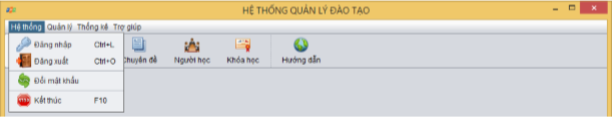 HỆ THỐNG QUẢN LÝ ĐÀO TẠO
Hệ thống Quản lý Thống kê Trợ giúp
Đăng nhập Ctrl+L
Đăng xuất Ctrl+O
Chuyên đề Người học Khóa học Hướng dẫn
Đổi mật khẩu
Kết thúc F10